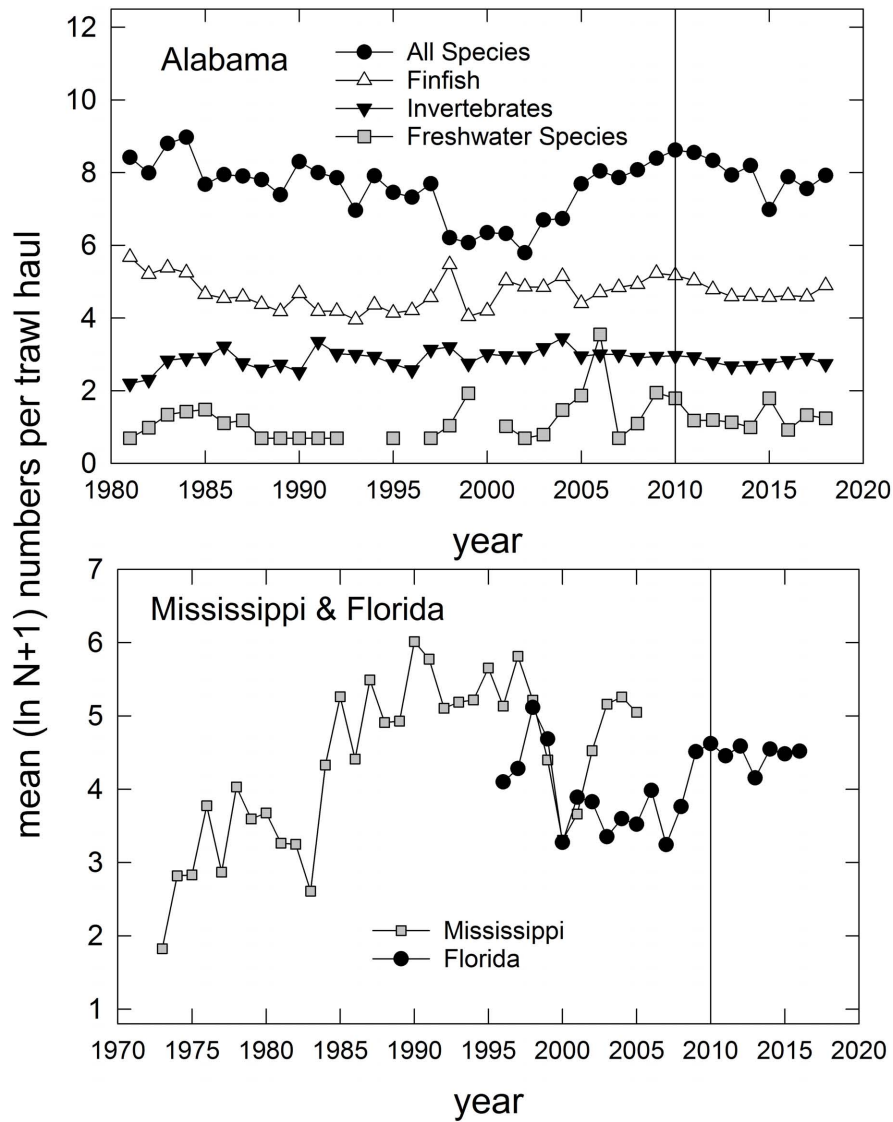 mean (ln N+1) numbers per trawl haul
Alabama
All Species
Finfish
Invertebrates
Freshwater Species
12
10
8
6
4
2
0
1980 1985 1990 1995 2000 2005 2010 2015 2020
year
Mississippi & Florida
7
6
5
4
3
2
1
Mississippi
Florida
1970 1975 1980 1985 1990 1995 2000 2005 2010 2015 2020
year